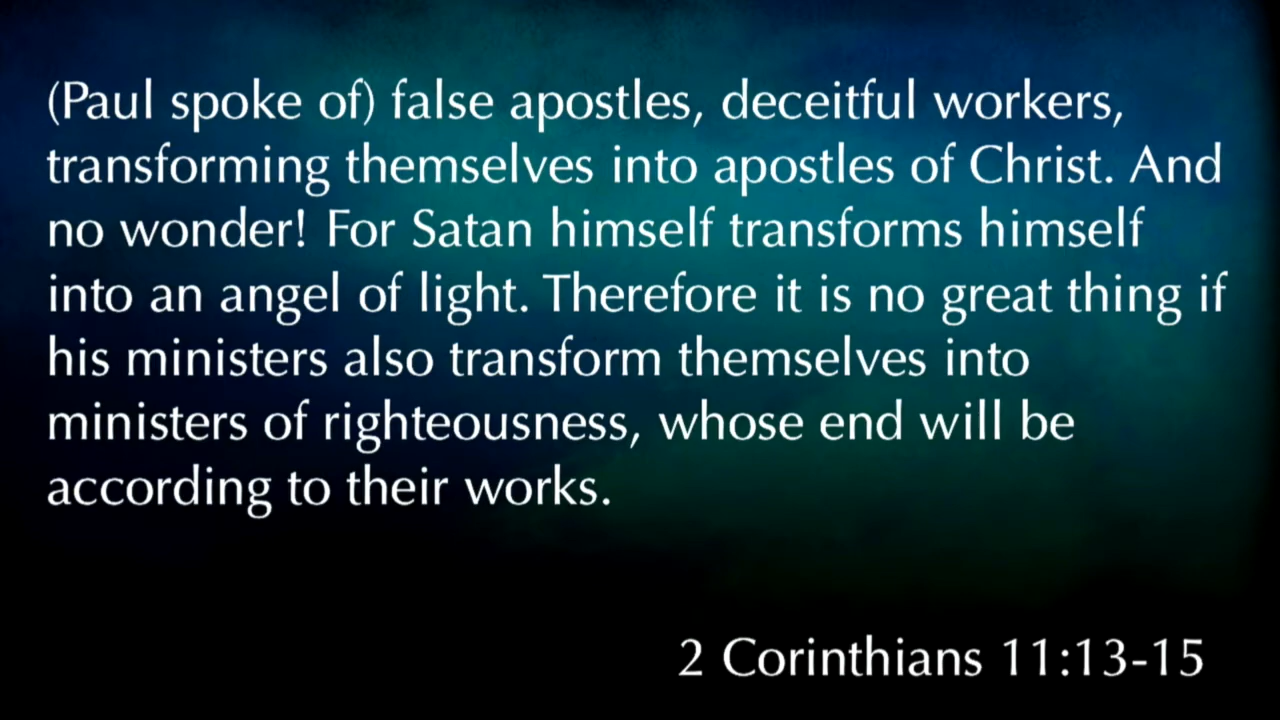 (Paul spoke of) false apostles, deceitful workers,
transforming themselves into apostles of Christ. And
no wonder! For Satan himself transforms himself
into an angel of light. Therefore it is no great thing if
his ministers also transform themselves into
ministers of righteousness, whose end will be
according to their works.
2 Corinthians 11:13-15